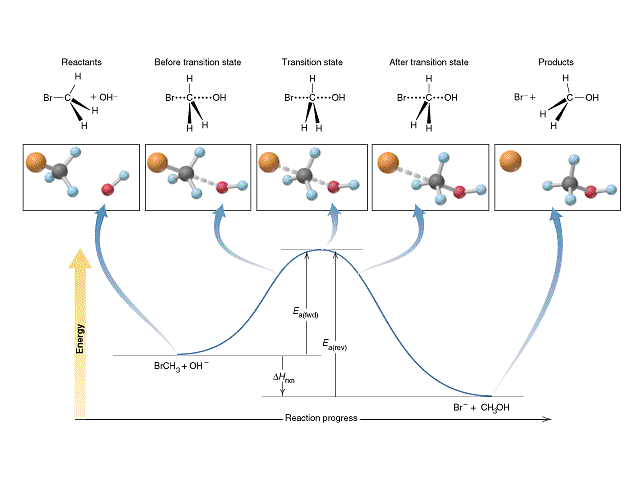 Reactants
Before transition state
Transition state
After transition state
Products
H
Br—C
H
H
+ OH⁻
H
Br•••C••••OH
H
H
H
Br•••C•••OH
H H
H
Br•••C•••OH
H
H
Br⁻ +
H
C—OH
H
H
Energy
Eₐ(fwd)
Eₐ(rev)
BrCH₃ + OH⁻
ΔHᵣₓₙ
Br⁻ + CH₃OH
Reaction progress